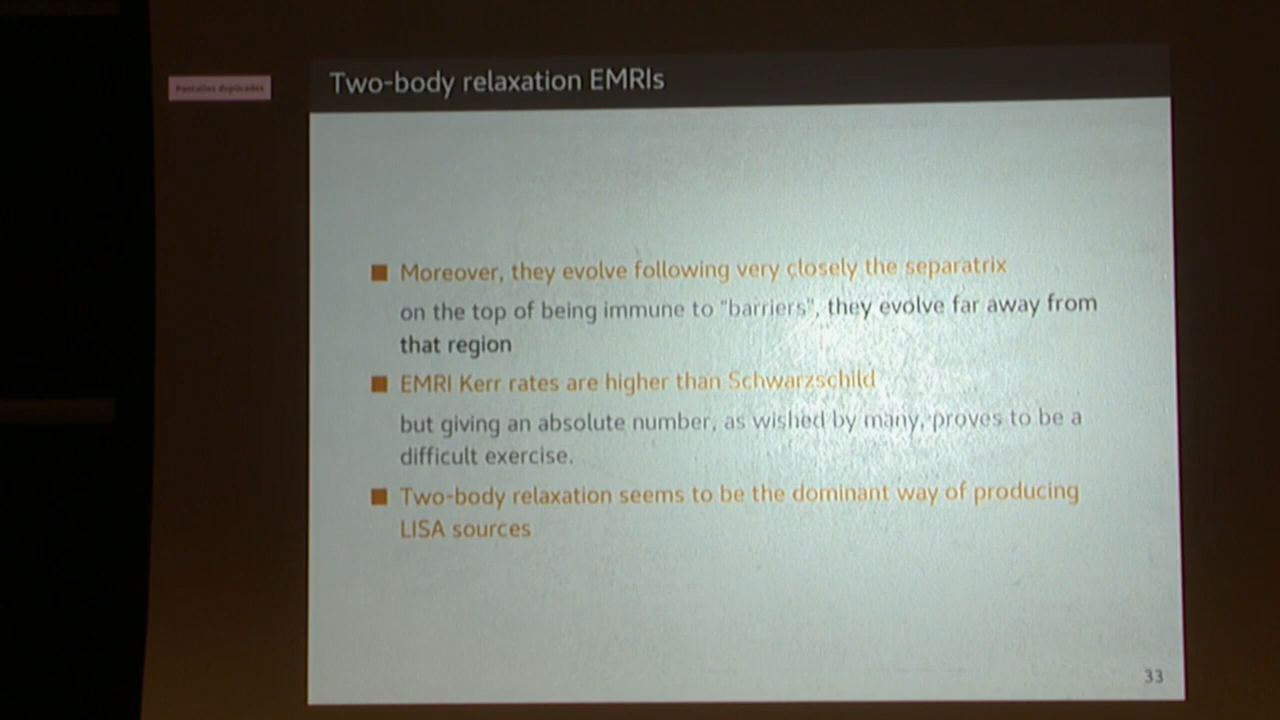 Pantallas duplicadas
Two-body relaxation EMRIs
Moreover, they evolve following very closely the separatrix
on the top of being immune to "barriers", they evolve far away from
that region
EMRI Kerr rates are higher than Schwarzschild
but giving an absolute number, as wished by many, proves to be a
difficult exercise.
Two-body relaxation seems to be the dominant way of producing
LISA sources
33